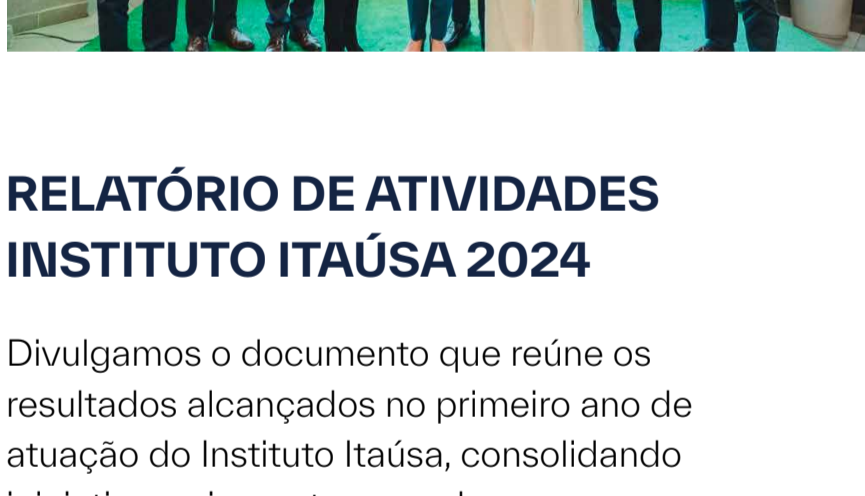 RELATÓRIO DE ATIVIDADES
INSTITUTO ITAÚSA 2024
Divulgamos o documento que reúne os
resultados alcançados no primeiro ano de
atuação do Instituto Itaúsa, consolidando